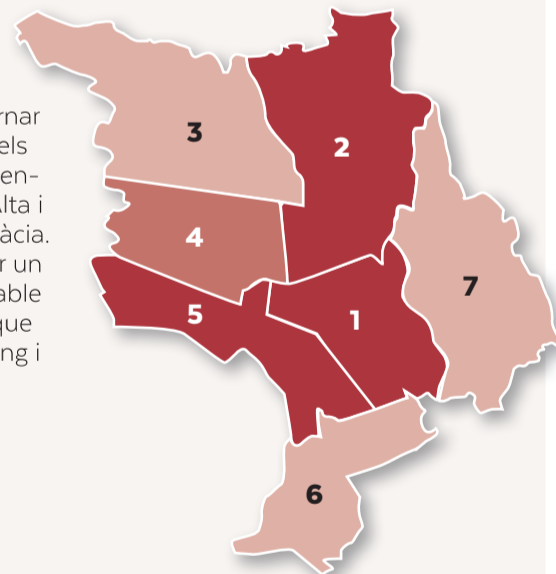 rnar
els
en-
lta i
àcia.
r un
able
que
ng i
3
2
4
7
5
1
6